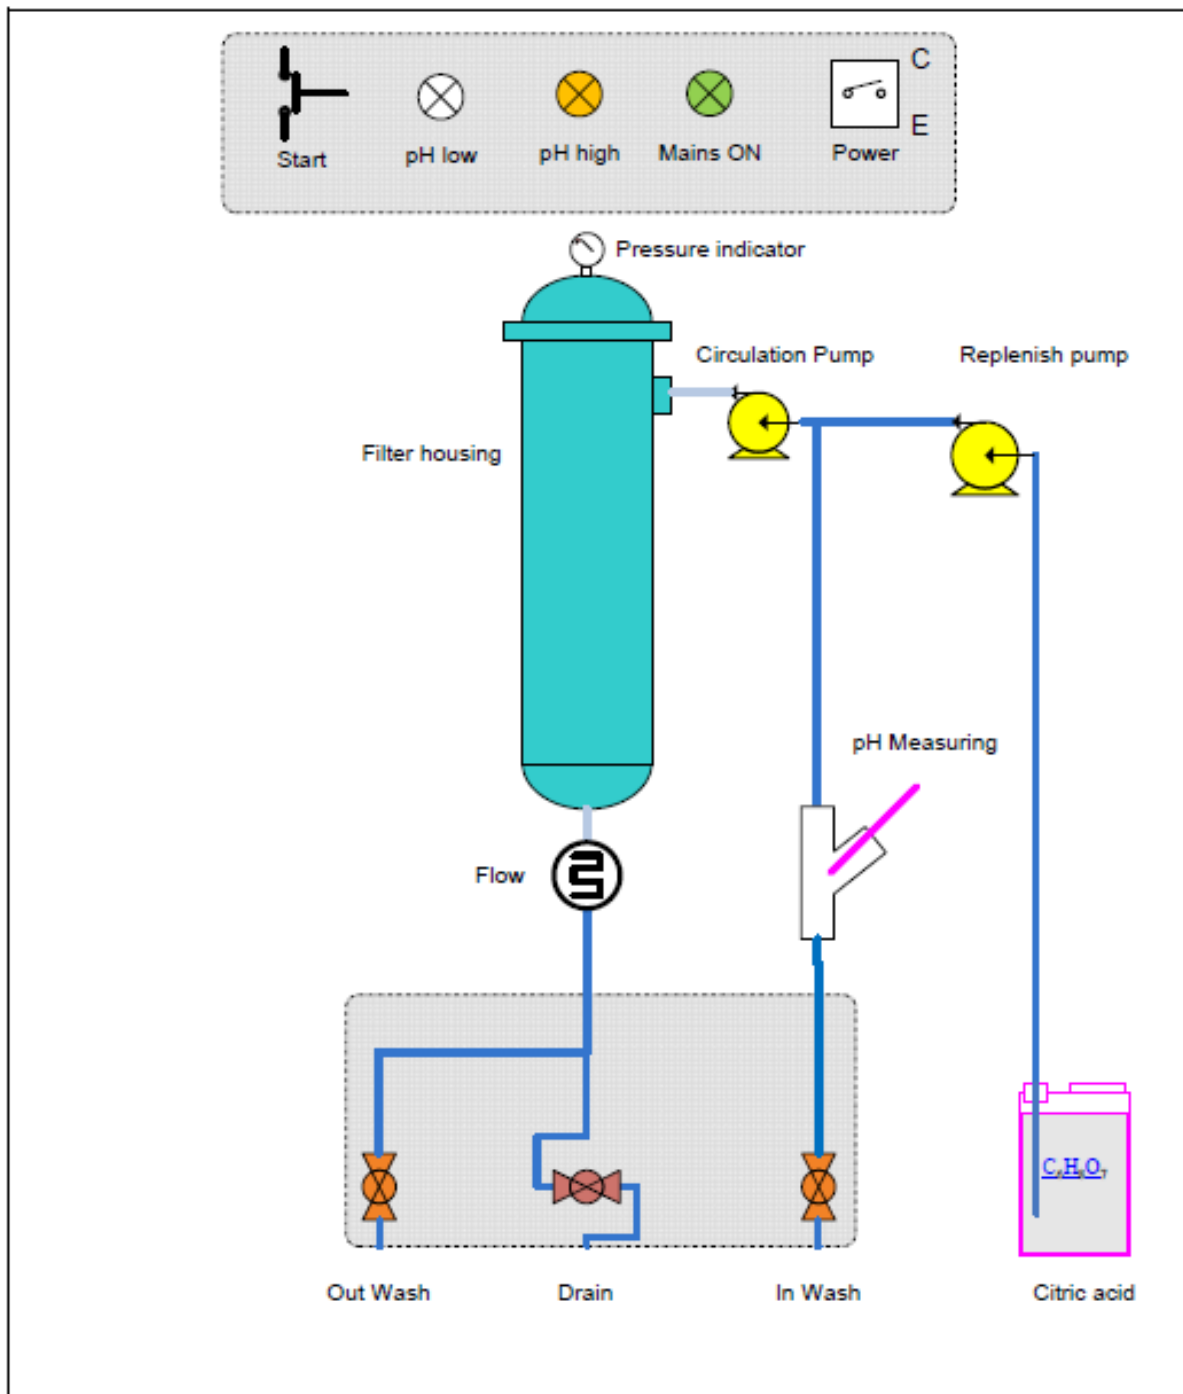 C
E
Start
pH low
pH high
Mains ON
Power
Pressure indicator
Circulation Pump
Replenish pump
Filter housing
pH Measuring
Flow
C₆H₈O₇
Out Wash
Drain
In Wash
Citric acid